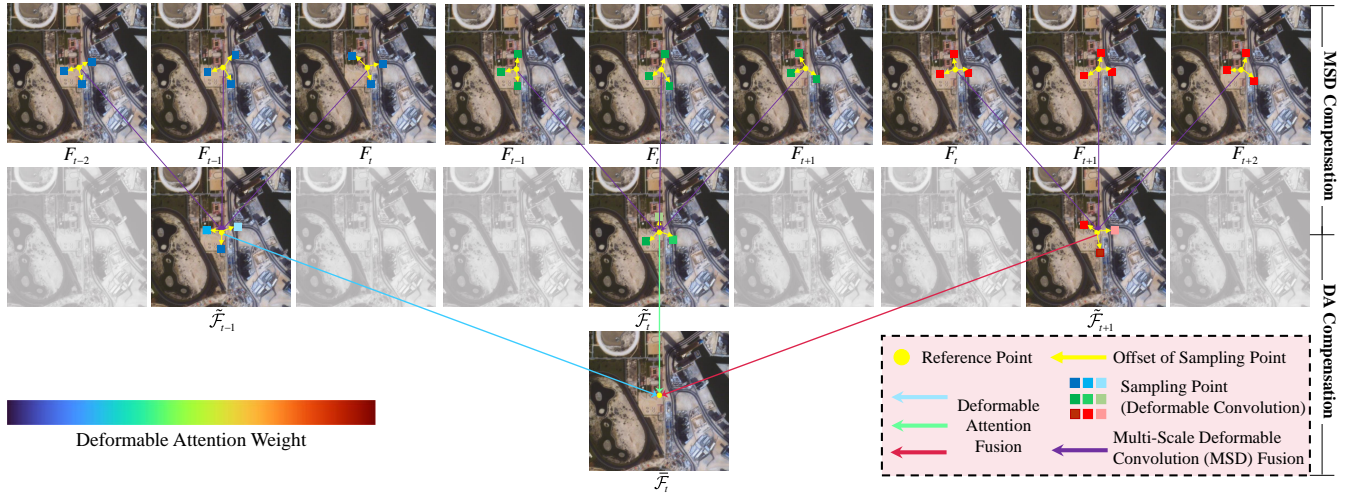 F_{t-2} F_{t-1} F_t F_{t-1} F_t F_{t+1} F_t F_{t+1} F_{t+2}
MSD Compensation
\tilde{\mathcal{F}}_{t-1} \tilde{\mathcal{F}}_t \tilde{\mathcal{F}}_{t+1}
DA Compensation
Reference Point
Offset of Sampling Point
Deformable
Attention
Fusion
Sampling Point
(Deformable Convolution)
Multi-Scale Deformable
Convolution (MSD) Fusion
Deformable Attention Weight
\bar{\mathcal{F}}_t